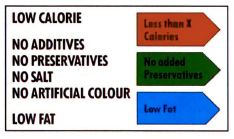 LOW CALORIE
NO ADDITIVES
NO PRESERVATIVES
NO SALT
NO ARTIFICIAL COLOUR
LOW FAT
Less than X
Calories
No added
Preservatives
Low Fat